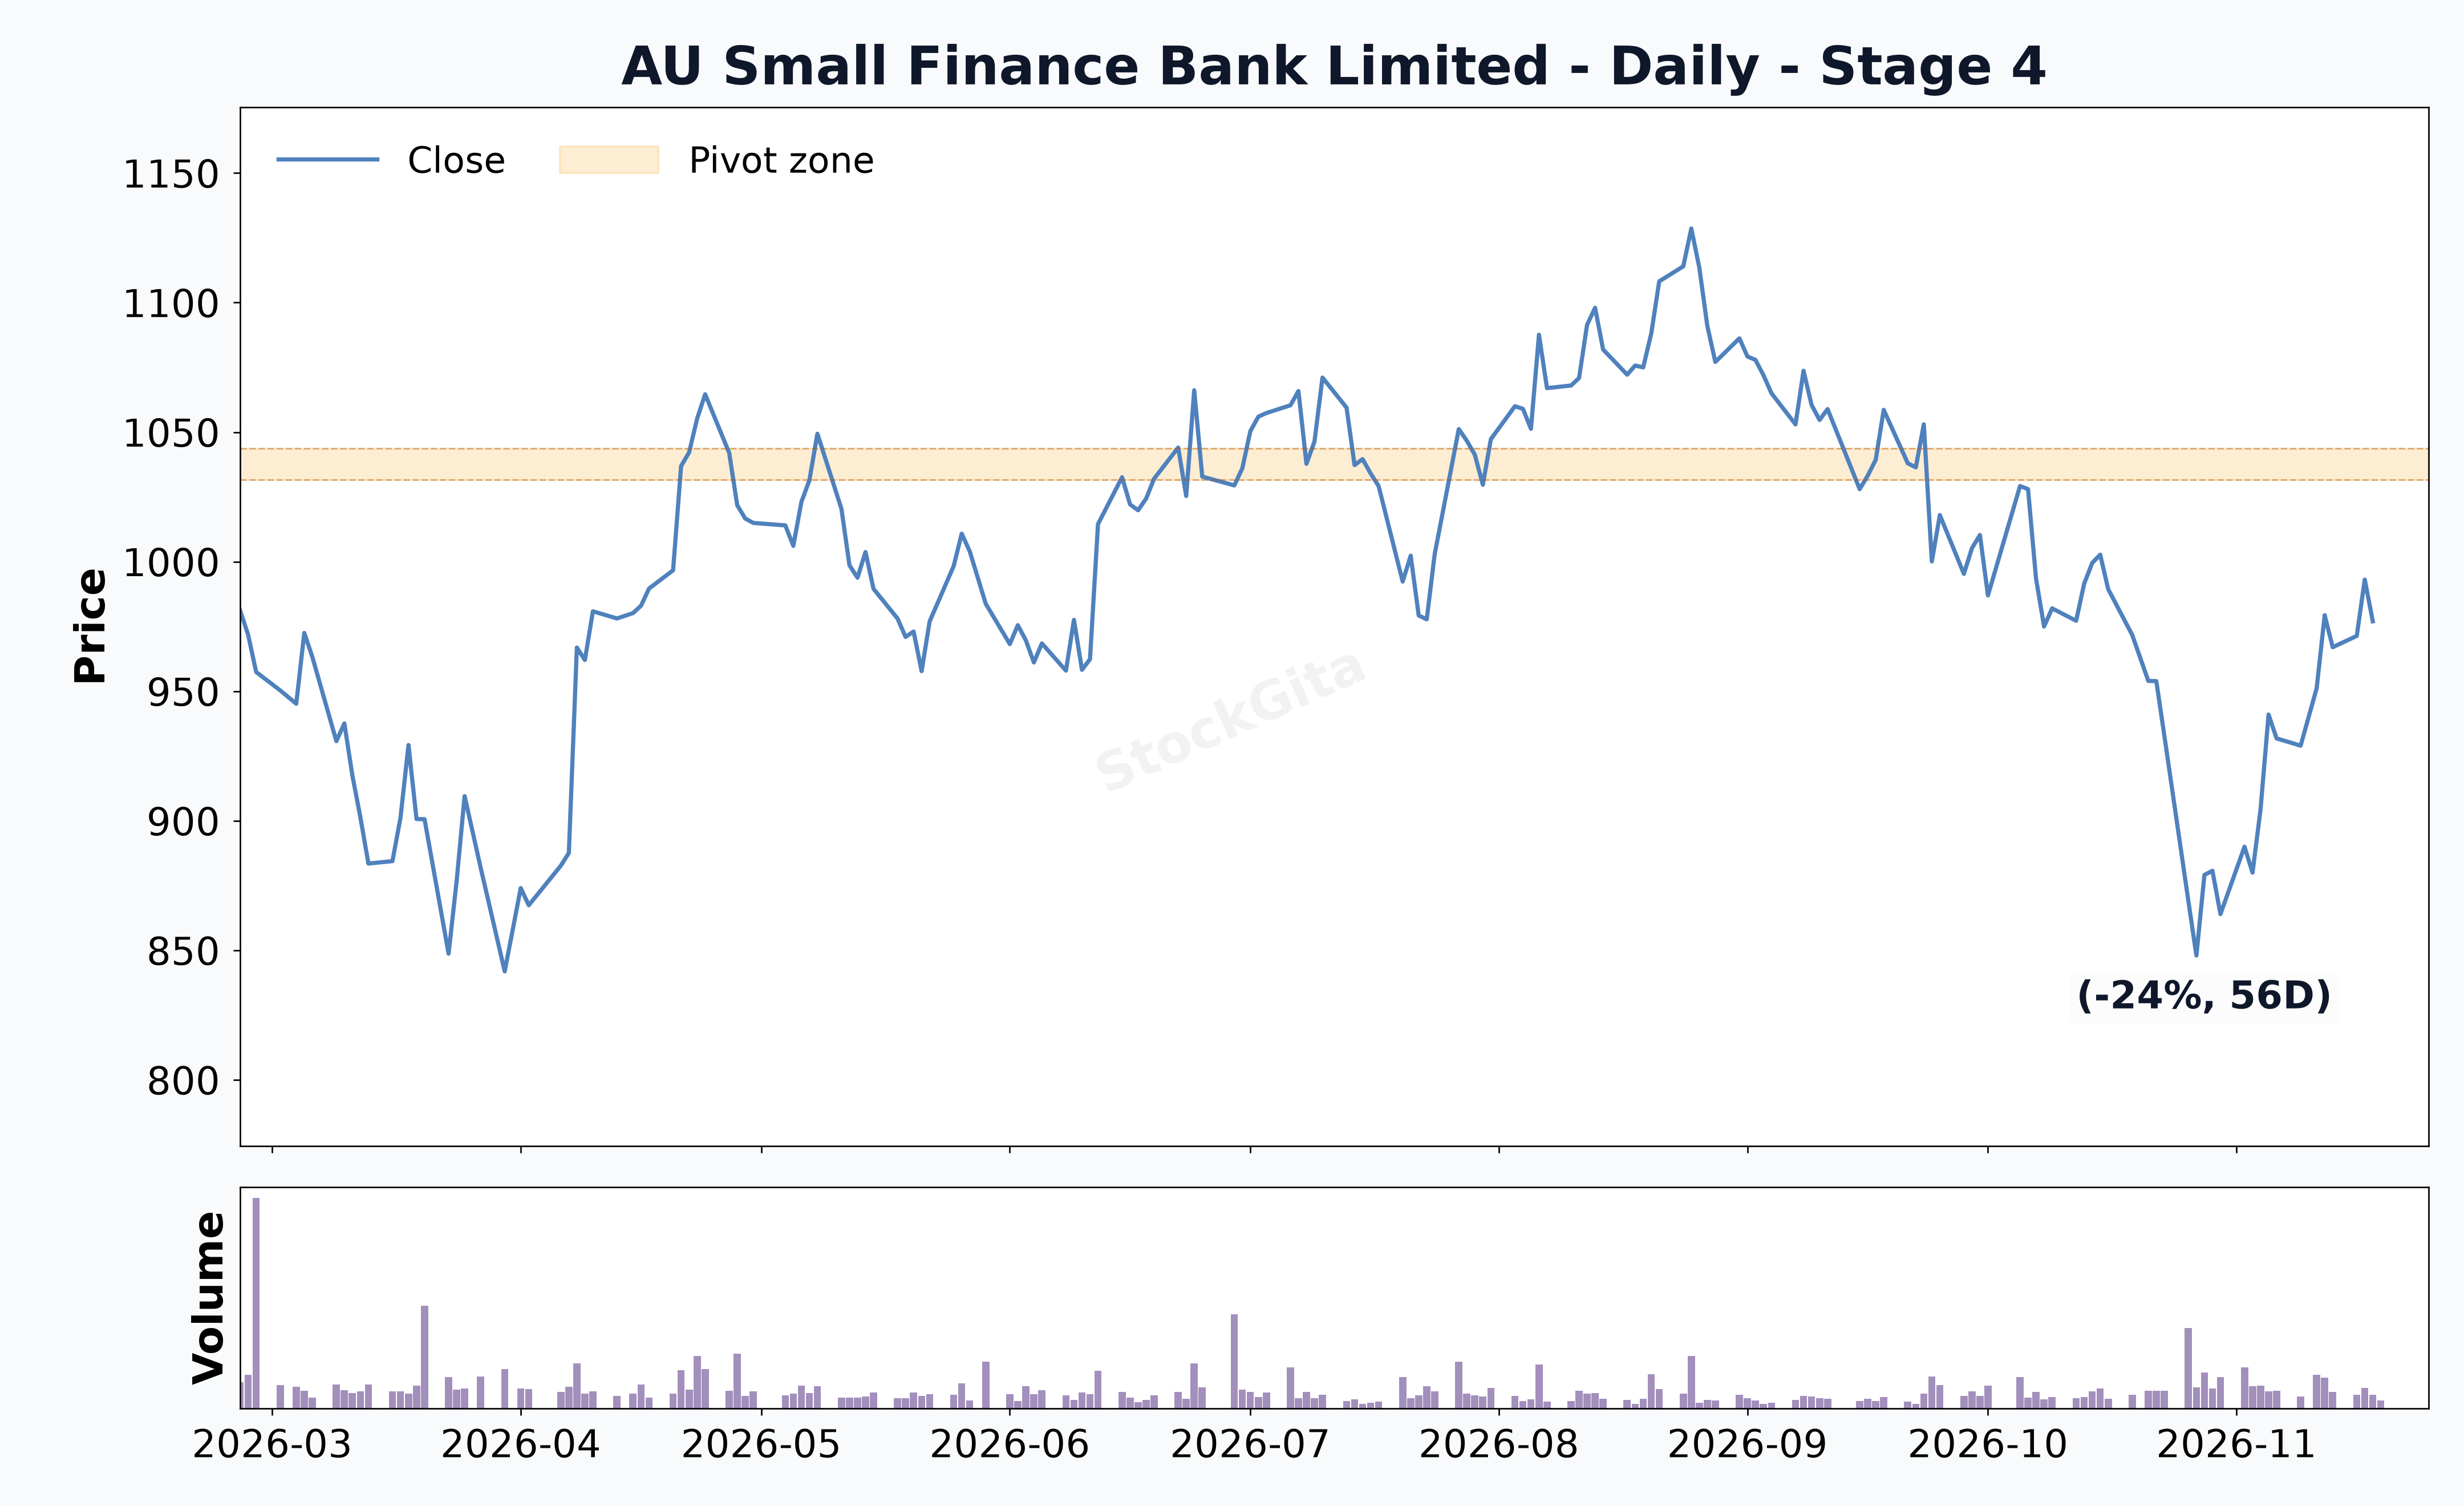 AU Small Finance Bank Limited - Daily - Stage 4
Close
Pivot zone
1150
1100
1050
1000
950
900
850
800
Price
StockGita
(-24%, 56D)
Volume
2026-03
2026-04
2026-05
2026-06
2026-07
2026-08
2026-09
2026-10
2026-11